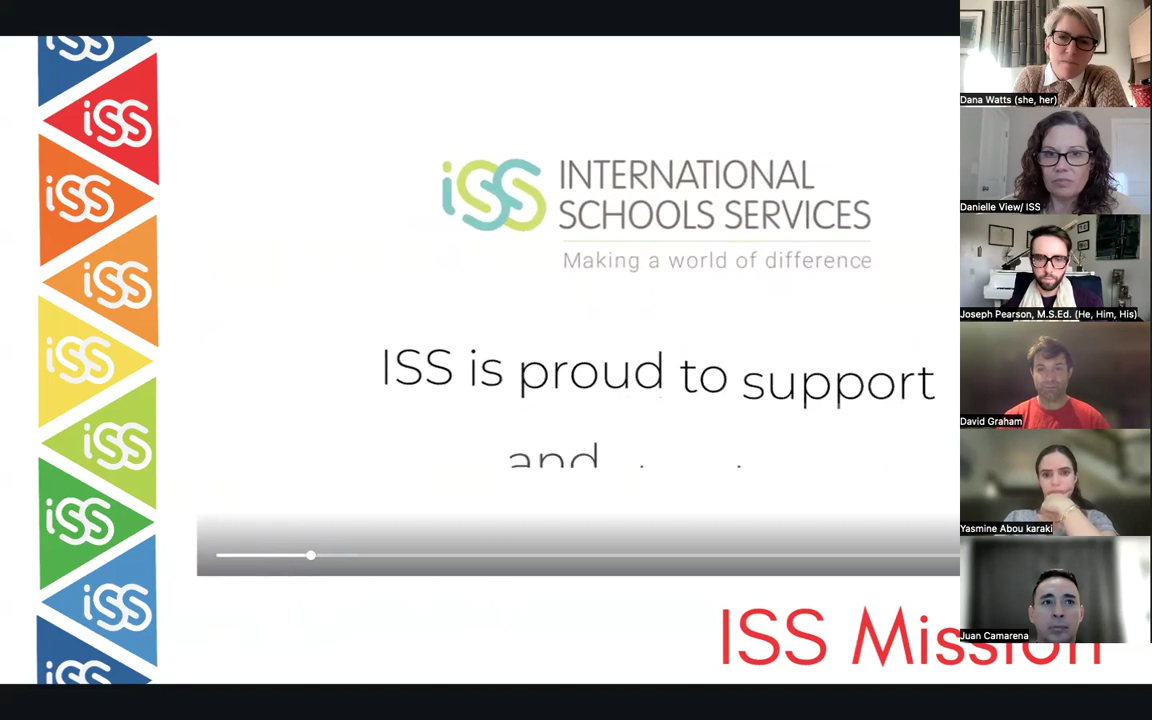 iSS
iSS
iSS
iSS
iSS
iSS
iSS
iSS
iSS
iSS INTERNATIONAL
SCHOOLS SERVICES
Making a world of difference
ISS is proud to support
and
ISS Mission
Dana Watts (she, her)
Danielle View/ ISS
Joseph Pearson, M.S.Ed. (He, Him, His)
David Graham
Yasmine Abou karaki
Juan Camarena